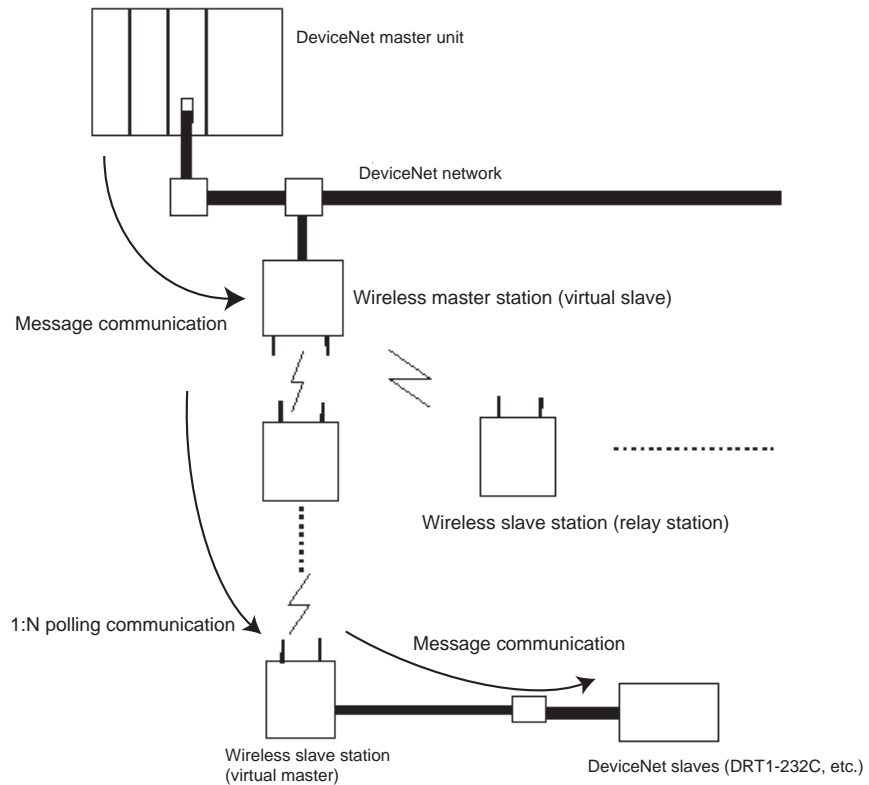 DeviceNet master unit
DeviceNet network
Wireless master station (virtual slave)
Message communication
Wireless slave station (relay station)
1:N polling communication
Message communication
Wireless slave station
(virtual master)
DeviceNet slaves (DRT1-232C, etc.)